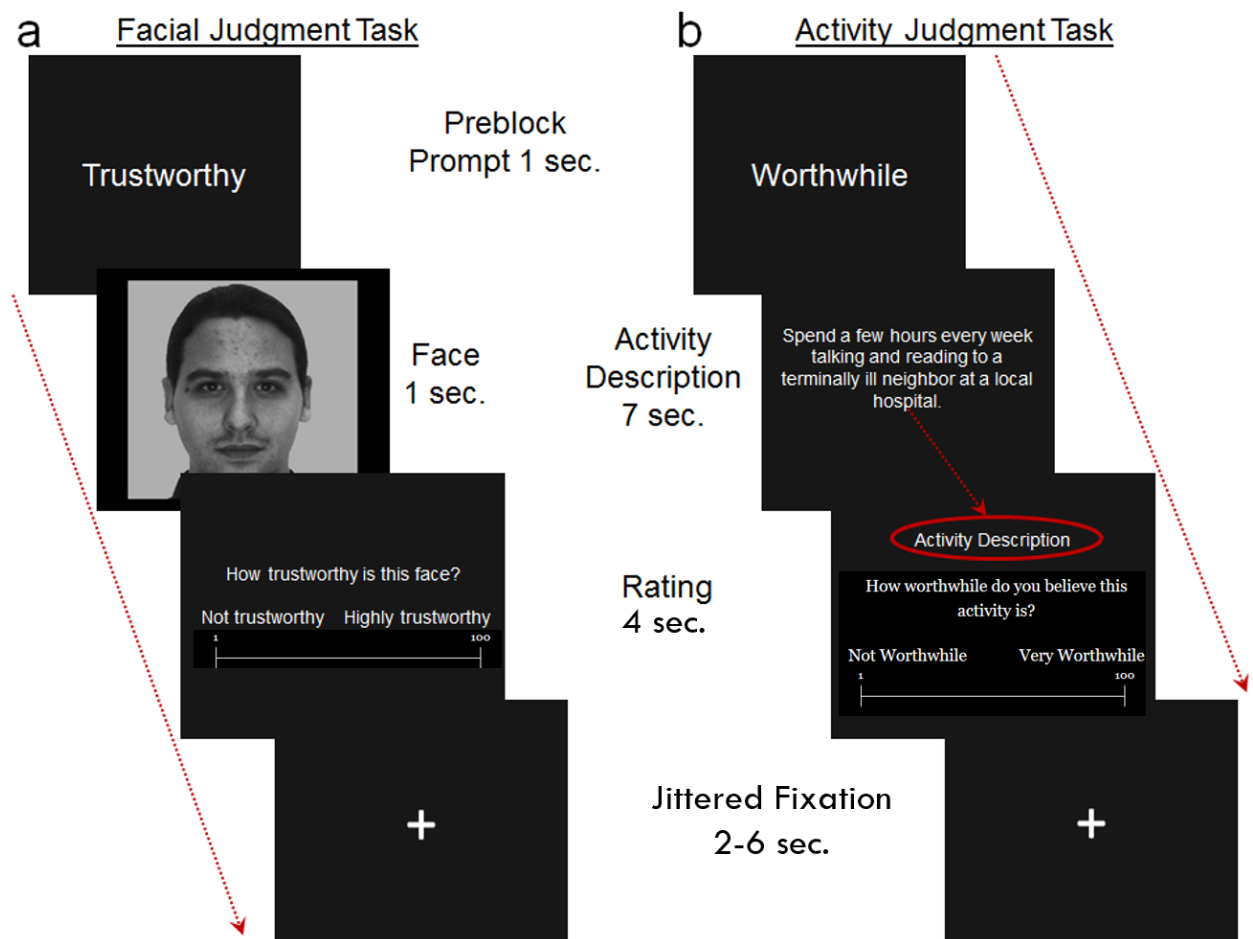 a
Facial Judgment Task
b
Activity Judgment Task
Trustworthy
Preblock
Prompt 1 sec.
Worthwhile
Face
1 sec.
Activity
Description
7 sec.
Spend a few hours every week
talking and reading to a
terminally ill neighbor at a local
hospital.
How trustworthy is this face?
Not trustworthy
Highly trustworthy
1
100
Rating
4 sec.
Activity Description
How worthwhile do you believe this
activity is?
Not Worthwhile
Very Worthwhile
1
100
Jittered Fixation
2-6 sec.